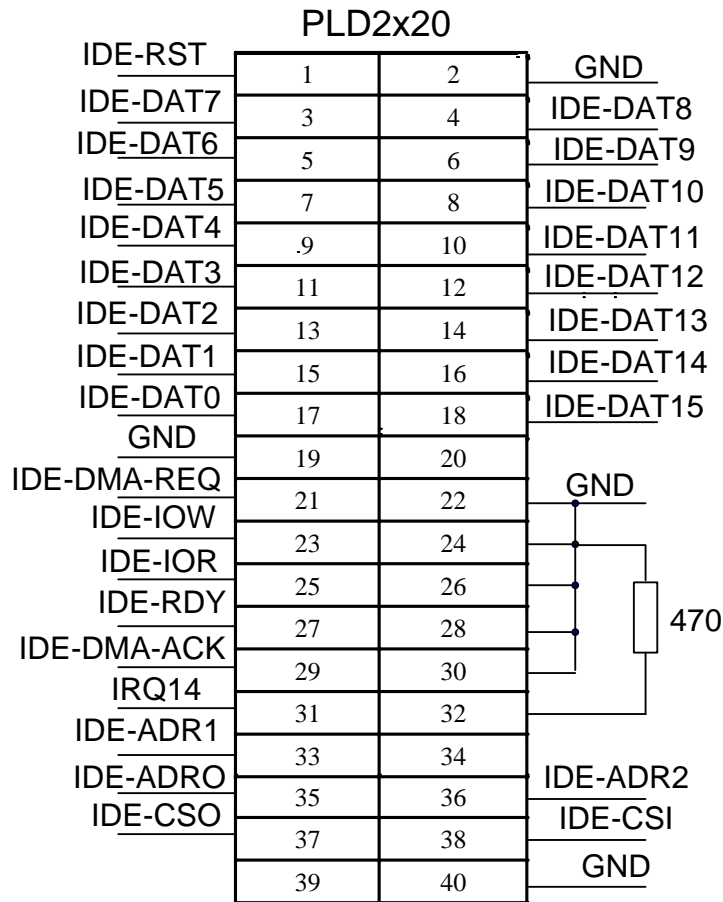 PLD2x20
IDE-RST 1 2 GND
IDE-DAT7 3 4 IDE-DAT8
IDE-DAT6 5 6 IDE-DAT9
IDE-DAT5 7 8 IDE-DAT10
IDE-DAT4 9 10 IDE-DAT11
IDE-DAT3 11 12 IDE-DAT12
IDE-DAT2 13 14 IDE-DAT13
IDE-DAT1 15 16 IDE-DAT14
IDE-DAT0 17 18 IDE-DAT15
GND 19 20
IDE-DMA-REQ 21 22 GND
IDE-IOW 23 24
IDE-IOR 25 26
IDE-RDY 27 28 470
IDE-DMA-ACK 29 30
IRQ14 31 32
IDE-ADR1 33 34
IDE-ADRO 35 36 IDE-ADR2
IDE-CSO 37 38 IDE-CSI
39 40 GND